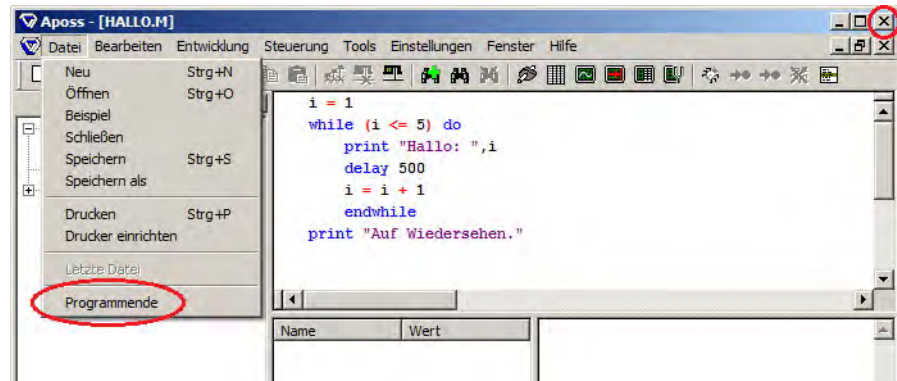 Aposs - [HALLO.M]
Datei Bearbeiten Entwicklung Steuerung Tools Einstellungen Fenster Hilfe
Neu Strg+N
Öffnen Strg+O
Beispiel
Schließen
Speichern Strg+S
Speichern als
Drucken Strg+P
Drucker einrichten
Letzte Datei
Programmende
i = 1
while (i <= 5) do
print "Hallo: ",i
delay 500
i = i + 1
endwhile
print "Auf Wiedersehen."
Name Wert